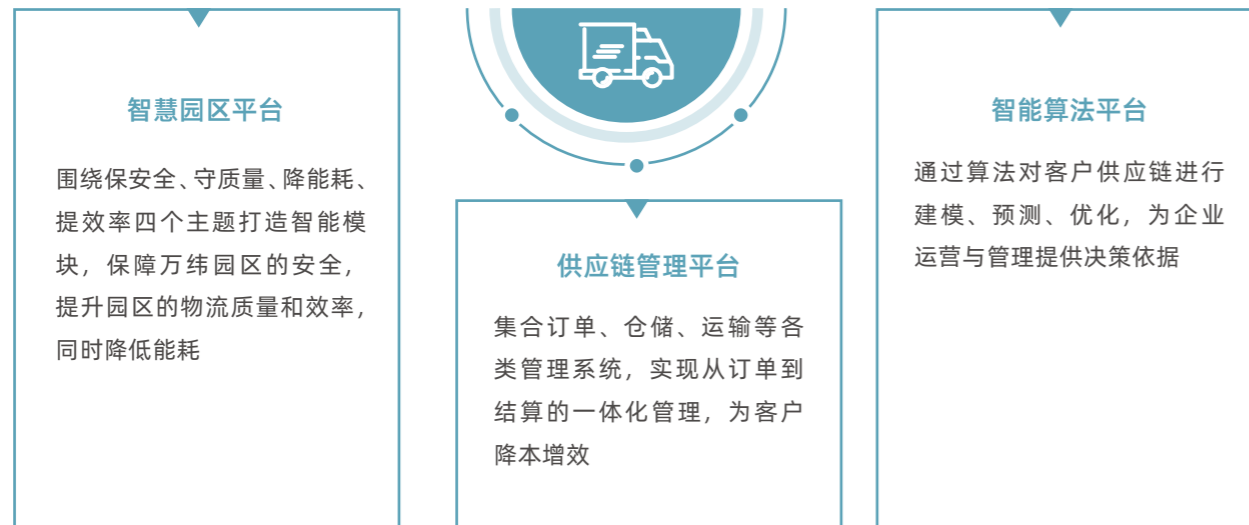 智慧园区平台
围绕保安全、守质量、降能耗、
提效率四个主题打造智能模
块，保障万纬园区的安全，
提升园区的物流质量和效率，
同时降低能耗
供应链管理平台
集合订单、仓储、运输等各
类管理系统，实现从订单到
结算的一体化管理，为客户
降本增效
智能算法平台
通过算法对客户供应链进行
建模、预测、优化，为企业
运营与管理提供决策依据